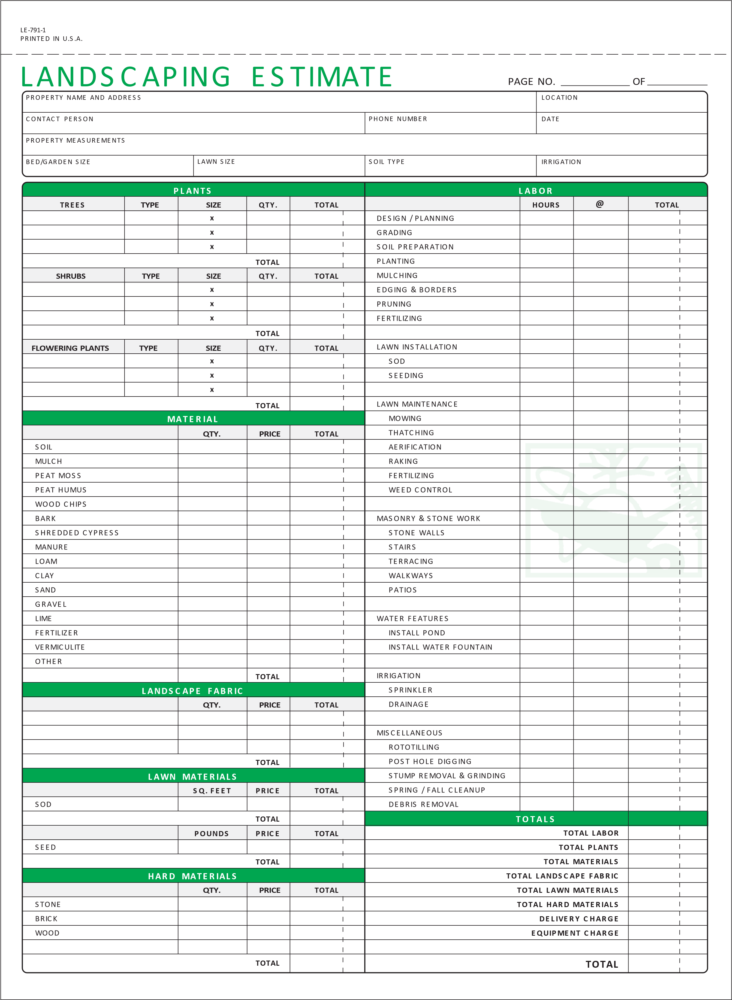 LE-791-1
PRINTED IN U.S.A.
LANDSCAPING ESTIMATE
PAGE NO. ____________ OF ____________
PROPERTY NAME AND ADDRESS
LOCATION
CONTACT PERSON
PHONE NUMBER
DATE
PROPERTY MEASUREMENTS
BED/GARDEN SIZE
LAWN SIZE
SOIL TYPE
IRRIGATION
PLANTS
TREES TYPE SIZE QTY. TOTAL
x
x
x
TOTAL
SHRUBS TYPE SIZE QTY. TOTAL
x
x
x
TOTAL
FLOWERING PLANTS TYPE SIZE QTY. TOTAL
x
x
x
TOTAL
MATERIAL
QTY. PRICE TOTAL
SOIL
MULCH
PEAT MOSS
PEAT HUMUS
WOOD CHIPS
BARK
SHREDDED CYPRESS
MANURE
LOAM
CLAY
SAND
GRAVEL
LIME
FERTILIZER
VERMICULITE
OTHER
TOTAL
LANDSCAPE FABRIC
QTY. PRICE TOTAL
TOTAL
LAWN MATERIALS
SQ. FEET PRICE TOTAL
SOD
TOTAL
POUNDS PRICE TOTAL
SEED
TOTAL
HARD MATERIALS
QTY. PRICE TOTAL
STONE
BRICK
WOOD
TOTAL
LABOR
HOURS @ TOTAL
DESIGN / PLANNING
GRADING
SOIL PREPARATION
PLANTING
MULCHING
EDGING & BORDERS
PRUNING
FERTILIZING
LAWN INSTALLATION
SOD
SEEDING
LAWN MAINTENANCE
MOWING
THATCHING
AERIFICATION
RAKING
FERTILIZING
WEED CONTROL
MASONRY & STONE WORK
STONE WALLS
STAIRS
TERRACING
WALKWAYS
PATIOS
WATER FEATURES
INSTALL POND
INSTALL WATER FOUNTAIN
IRRIGATION
SPRINKLER
DRAINAGE
MISCELLANEOUS
ROTOTILLING
POST HOLE DIGGING
STUMP REMOVAL & GRINDING
SPRING / FALL CLEANUP
DEBRIS REMOVAL
TOTALS
TOTAL LABOR
TOTAL PLANTS
TOTAL MATERIALS
TOTAL LANDSCAPE FABRIC
TOTAL LAWN MATERIALS
TOTAL HARD MATERIALS
DELIVERY CHARGE
EQUIPMENT CHARGE
TOTAL